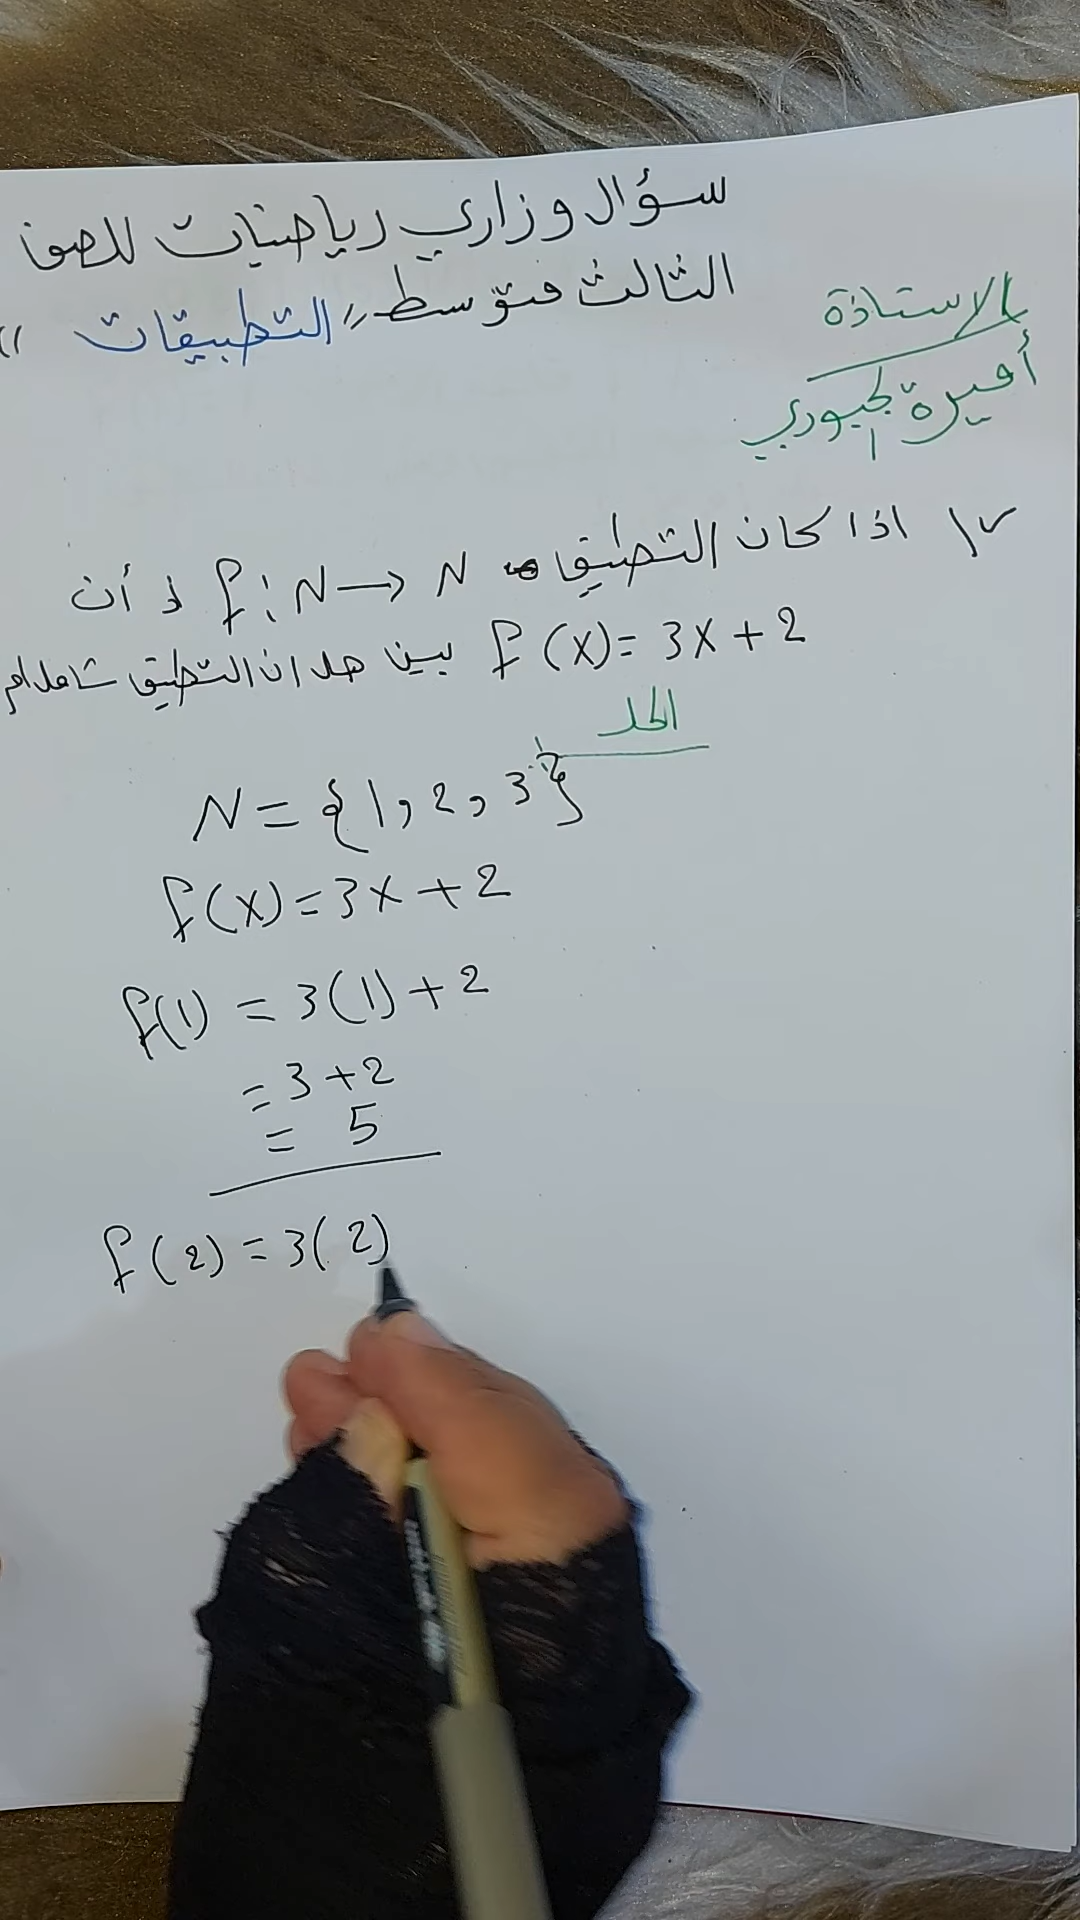 سؤال وزاري رياضيات للصف
الثالث متوسط "التطبيقات"
الاستاذة
أميرة الجبوري
س١ اذا كان التطبيق f: N → N اذ أن
f(x) = 3x + 2 بين هل ان التطبيق شامل ام
الحل
N = {1, 2, 3}
f(x) = 3x + 2
f(1) = 3(1) + 2
= 3 + 2
= 5
f(2) = 3(2)